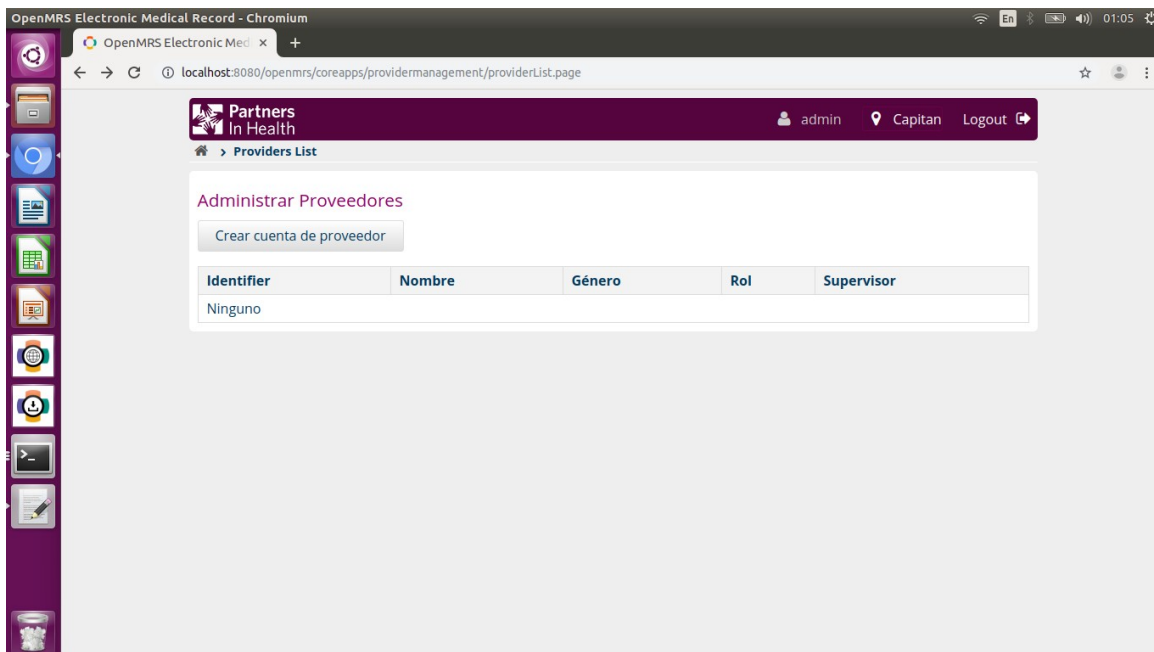 OpenMRS Electronic Medical Record - Chromium
En
01:05
OpenMRS Electronic Med
localhost:8080/openmrs/coreapps/providermanagement/providerList.page
Partners
In Health
admin
Capitan
Logout
> Providers List
Administrar Proveedores
Crear cuenta de proveedor
Identifier Nombre Género Rol Supervisor
Ninguno